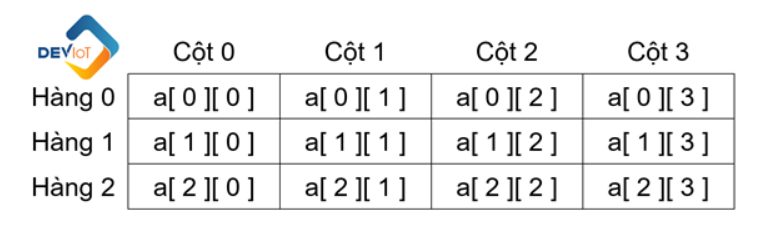 DEVIoT
Cột 0 Cột 1 Cột 2 Cột 3
Hàng 0 a[ 0 ][ 0 ] a[ 0 ][ 1 ] a[ 0 ][ 2 ] a[ 0 ][ 3 ]
Hàng 1 a[ 1 ][ 0 ] a[ 1 ][ 1 ] a[ 1 ][ 2 ] a[ 1 ][ 3 ]
Hàng 2 a[ 2 ][ 0 ] a[ 2 ][ 1 ] a[ 2 ][ 2 ] a[ 2 ][ 3 ]